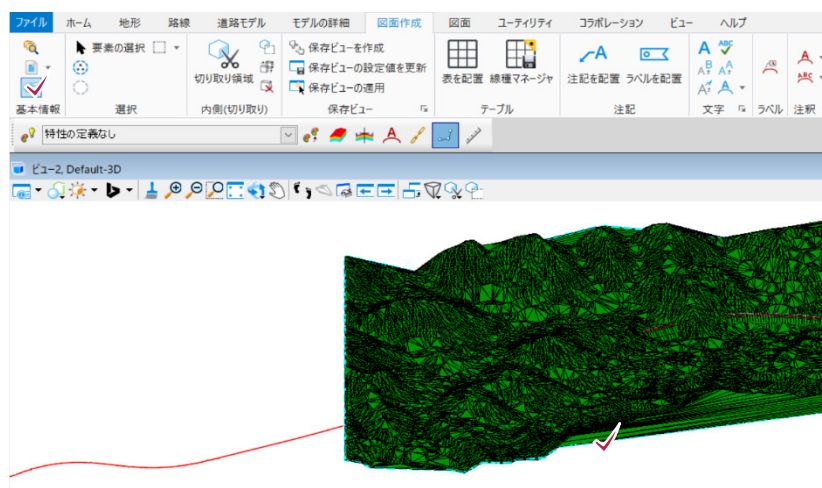 ファイル ホーム 地形 路線 道路モデル モデルの詳細 図面作成 図面 ユーティリティ コラボレーション ビュー ヘルプ
要素の選択 保存ビューを作成
切り取り領域 保存ビューの設定値を更新 表を配置 線種マネージャ 注記を配置 ラベルを配置
保存ビューの適用
基本情報 選択 内側(切り取り) 保存ビュー テーブル 注記 文字 ラベル 注釈
特性の定義なし
ビュー2, Default-3D